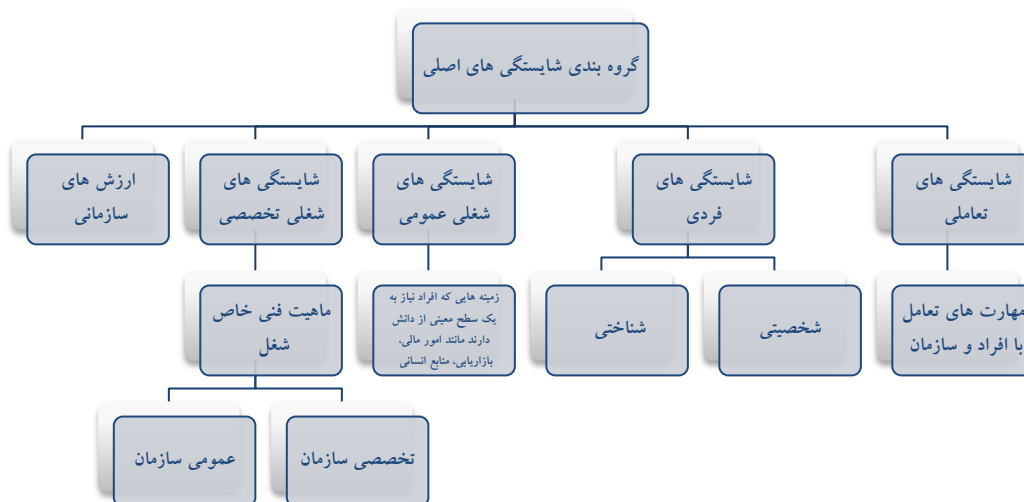 گروه بندی شایستگی های اصلی
شایستگی های
تعاملی
شایستگی های
فردی
شایستگی های
شغلی عمومی
شایستگی های
شغلی تخصصی
ارزش های
سازمانی
مهارت های تعامل
با افراد و سازمان
شخصیتی
شناختی
زمینه هایی که افراد نیاز به
یک سطح معینی از دانش
دارند مانند امور مالی،
بازاریابی، منابع انسانی
ماهیت فنی خاص
شغل
تخصصی سازمان
عمومی سازمان